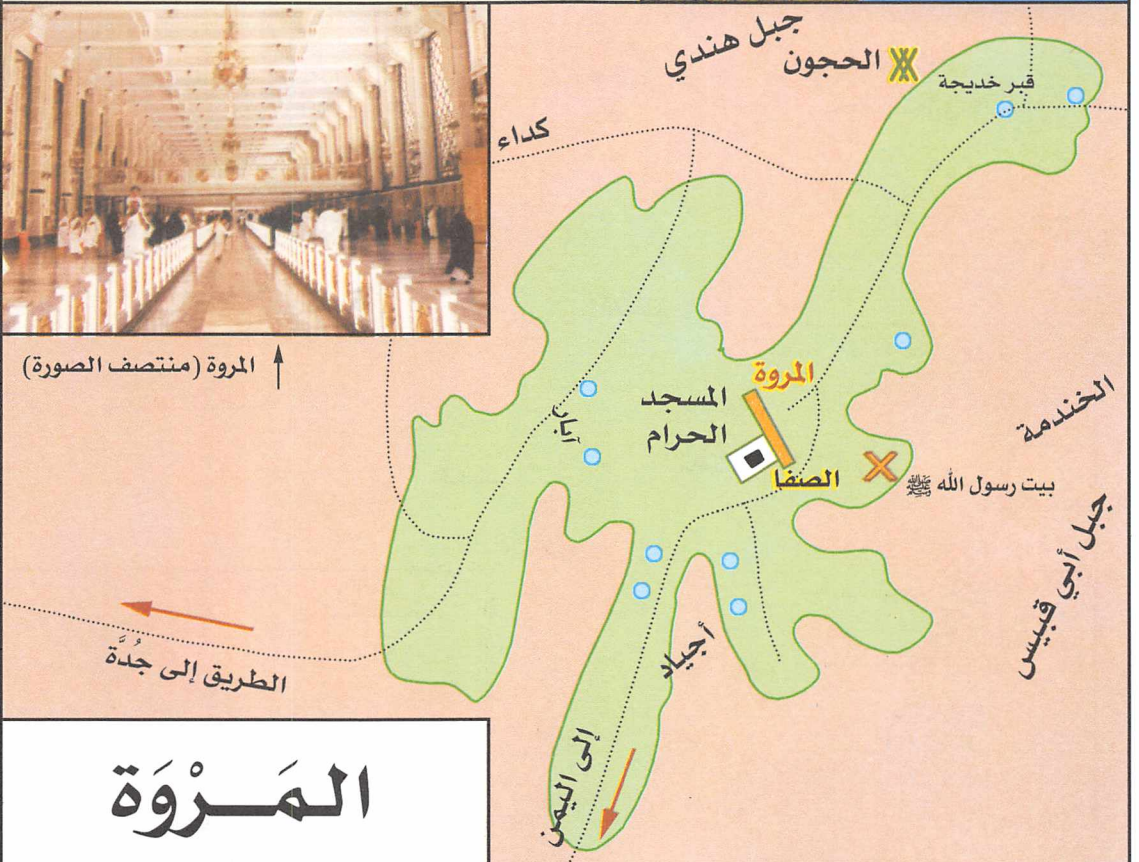 جبل هندي
الحجون
قبر خديجة
كداء
المروة (منتصف الصورة)
المروة
المسجد
الحرام
آبار
الصفا
الخندمة
بيت رسول الله ﷺ
جبل أبي قبيس
أجياد
الطريق إلى جُدَّة
إلى اليمن
المَــرْوَة